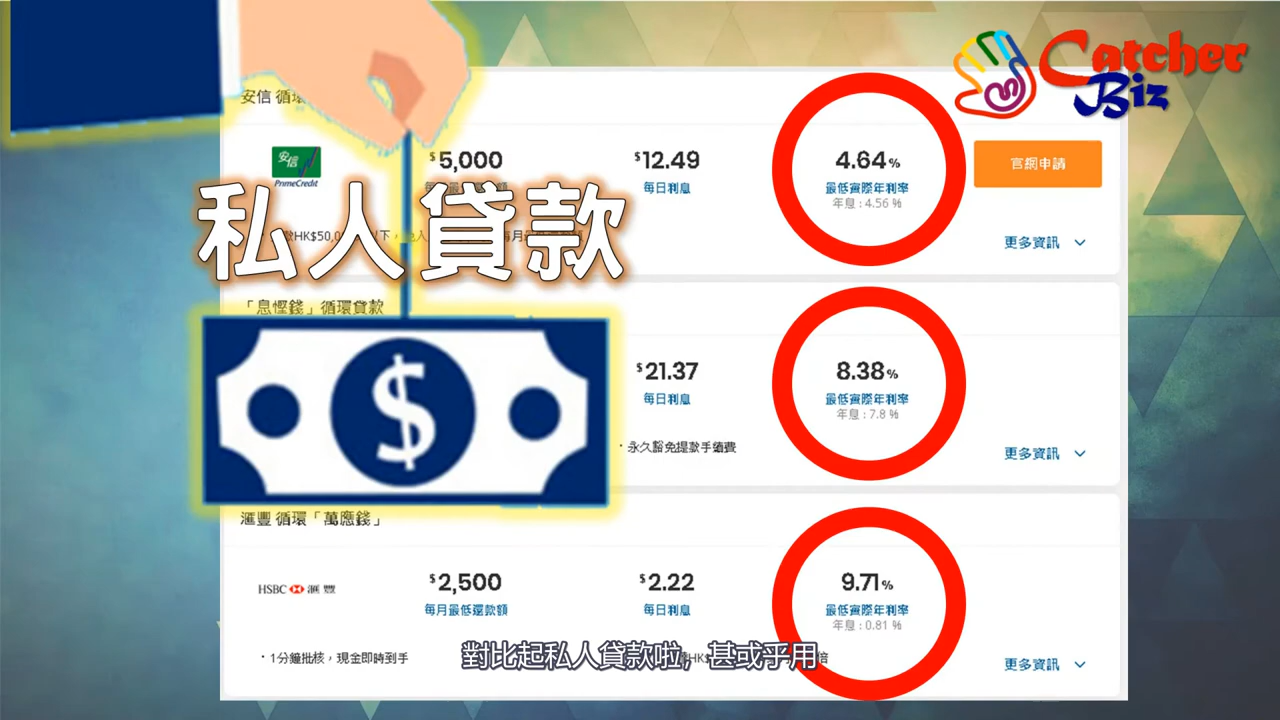 Catcher
Biz
安信 循環
安信
PrimeCredit
$5,000
$12.49
每日利息
4.64%
最低實際年利率
年息 : 4.56 %
官網申請
更多資訊
私人貸款
「息慳錢」循環貸款
$
$21.37
每日利息
8.38%
最低實際年利率
年息 : 7.8 %
・永久豁免提款手續費
更多資訊
滙豐 循環「萬應錢」
HSBC 滙豐
$2,500
每月最低還款額
$2.22
每日利息
9.71%
最低實際年利率
年息 : 0.81 %
・1分鐘批核，現金即時到手
更多資訊
對比起私人貸款啦，甚或乎用